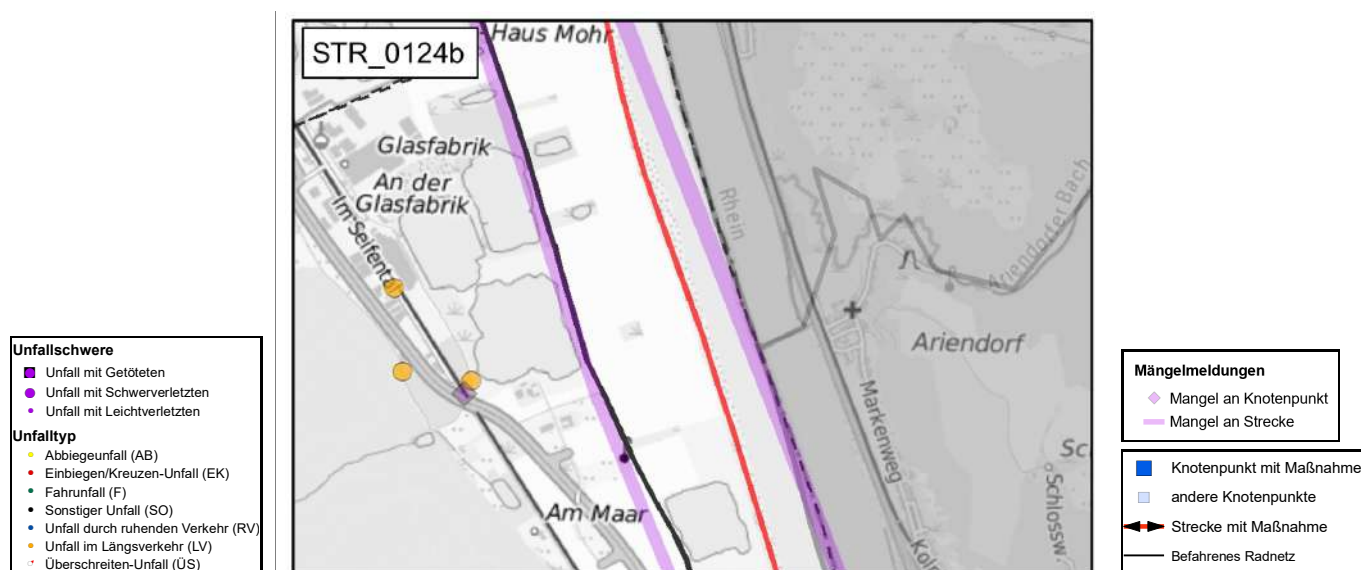 STR_0124b
Haus Mohr
Glasfabrik
An der
Glasfabrik
Im Seifental
Am Maar
Rhein
Ariendorfer Bach
Ariendorf
Markenweg
Schlossw.
Unfallschwere
Unfall mit Getöteten
Unfall mit Schwerverletzten
Unfall mit Leichtverletzten
Unfalltyp
Abbiegeunfall (AB)
Einbiegen/Kreuzen-Unfall (EK)
Fahrunfall (F)
Sonstiger Unfall (SO)
Unfall durch ruhenden Verkehr (RV)
Unfall im Längsverkehr (LV)
Überschreiten-Unfall (ÜS)
Mängelmeldungen
Mangel an Knotenpunkt
Mangel an Strecke
Knotenpunkt mit Maßnahme
andere Knotenpunkte
Strecke mit Maßnahme
Befahrenes Radnetz